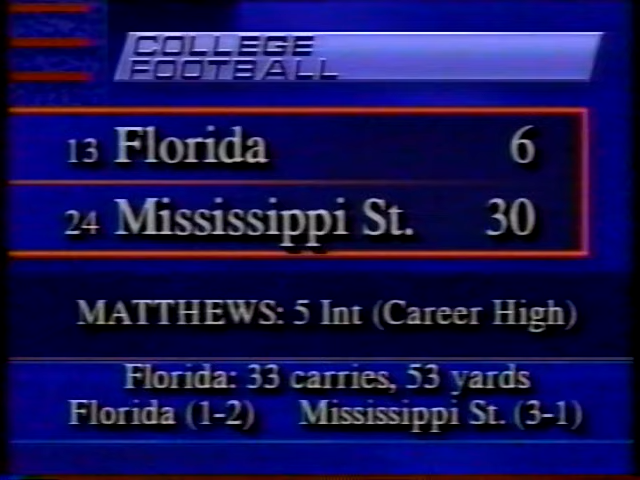 COLLEGE
FOOTBALL
13 Florida 6
24 Mississippi St. 30
MATTHEWS: 5 Int (Career High)
Florida: 33 carries, 53 yards
Florida (1-2) Mississippi St. (3-1)